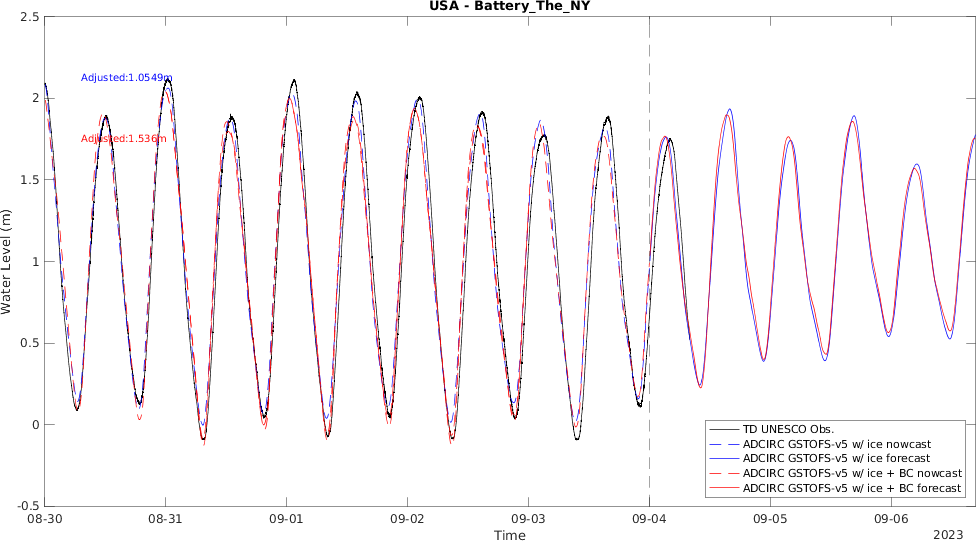 USA - Battery_The_NY
2.5
Adjusted:1.0549m
2
Adjusted:1.536m
1.5
1
0.5
0
-0.5
Water Level (m)
TD UNESCO Obs.
ADCIRC GSTOFS-v5 w/ ice nowcast
ADCIRC GSTOFS-v5 w/ ice forecast
ADCIRC GSTOFS-v5 w/ ice + BC nowcast
ADCIRC GSTOFS-v5 w/ ice + BC forecast
08-30 08-31 09-01 09-02 09-03 09-04 09-05 09-06
Time
2023